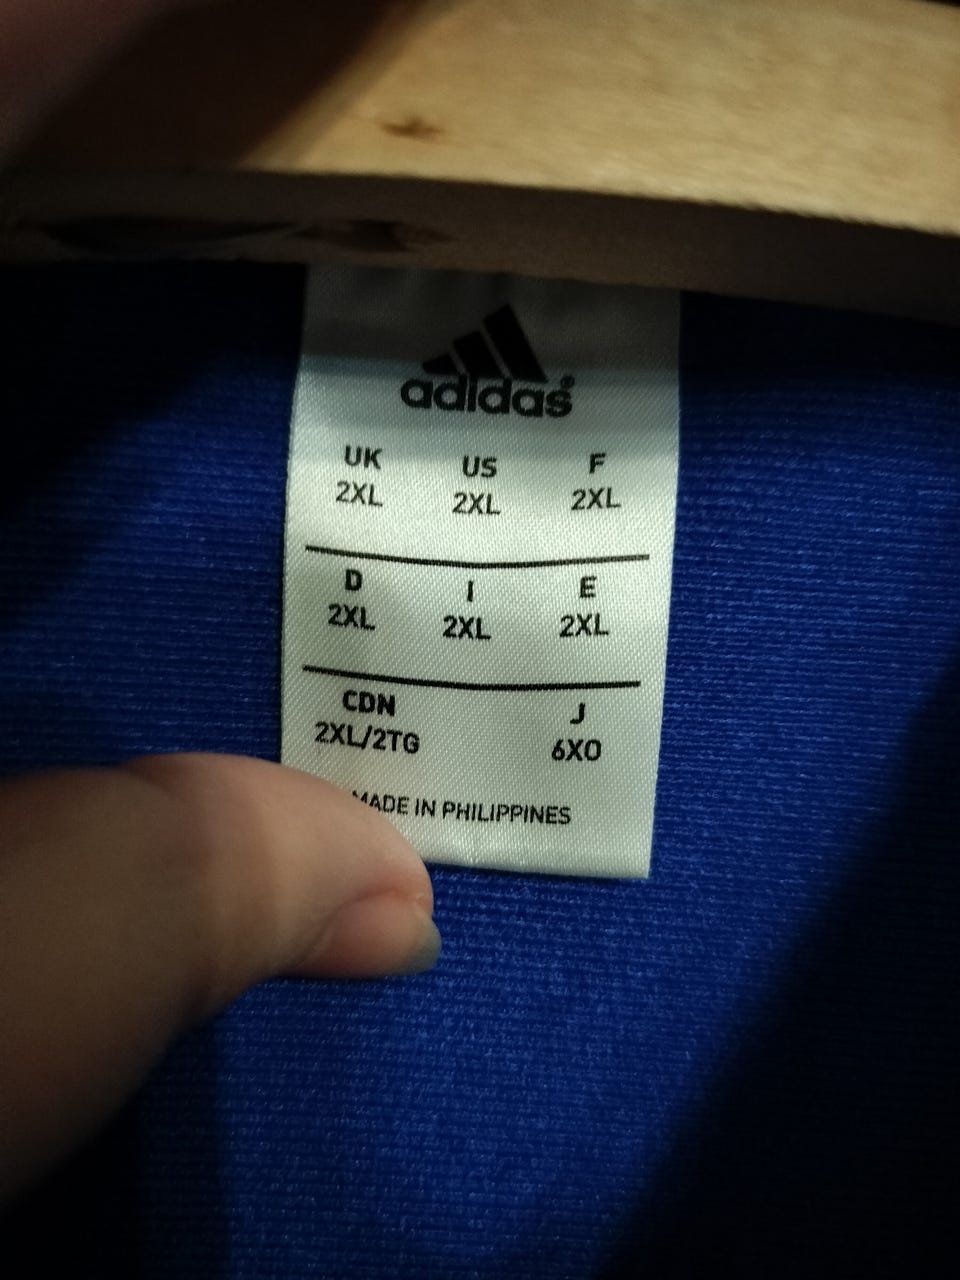 adidas®
UK US F
2XL 2XL 2XL
D I E
2XL 2XL 2XL
CDN J
2XL/2TG 6XO
MADE IN PHILIPPINES